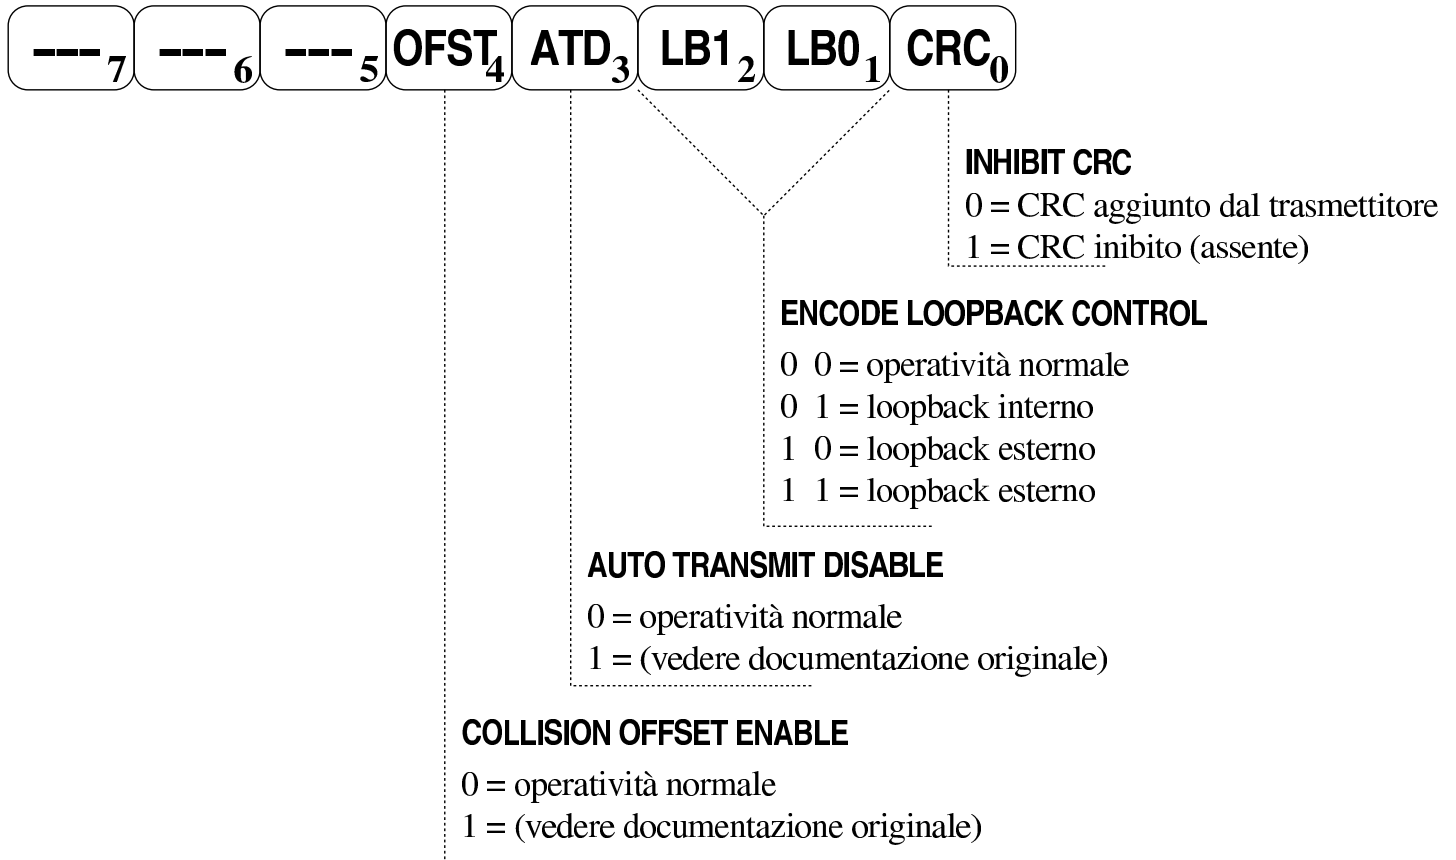 ---7 ---6 ---5 OFST4 ATD3 LB12 LB01 CRC0
INHIBIT CRC
0 = CRC aggiunto dal trasmettitore
1 = CRC inibito (assente)
ENCODE LOOPBACK CONTROL
0 0 = operatività normale
0 1 = loopback interno
1 0 = loopback esterno
1 1 = loopback esterno
AUTO TRANSMIT DISABLE
0 = operatività normale
1 = (vedere documentazione originale)
COLLISION OFFSET ENABLE
0 = operatività normale
1 = (vedere documentazione originale)